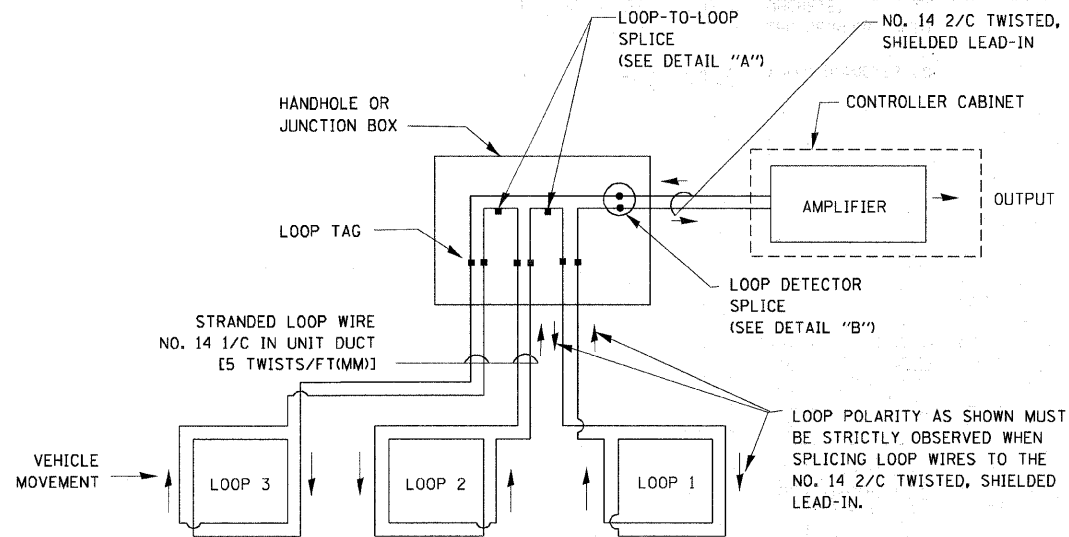 LOOP-TO-LOOP
SPLICE
(SEE DETAIL "A")
NO. 14 2/C TWISTED,
SHIELDED LEAD-IN
HANDHOLE OR
JUNCTION BOX
CONTROLLER CABINET
AMPLIFIER
OUTPUT
LOOP TAG
LOOP DETECTOR
SPLICE
(SEE DETAIL "B")
STRANDED LOOP WIRE
NO. 14 1/C IN UNIT DUCT
[5 TWISTS/FT(MM)]
LOOP POLARITY AS SHOWN MUST
BE STRICTLY OBSERVED WHEN
SPLICING LOOP WIRES TO THE
NO. 14 2/C TWISTED, SHIELDED
LEAD-IN.
VEHICLE
MOVEMENT
LOOP 3
LOOP 2
LOOP 1